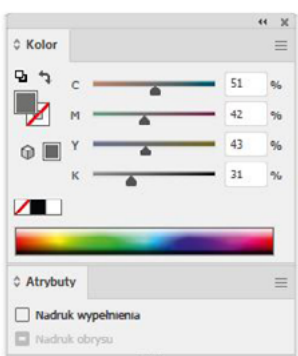 Kolor
C 51 %
M 42 %
Y 43 %
K 31 %
Atrybuty
Nadruk wypełnienia
Nadruk obrysu